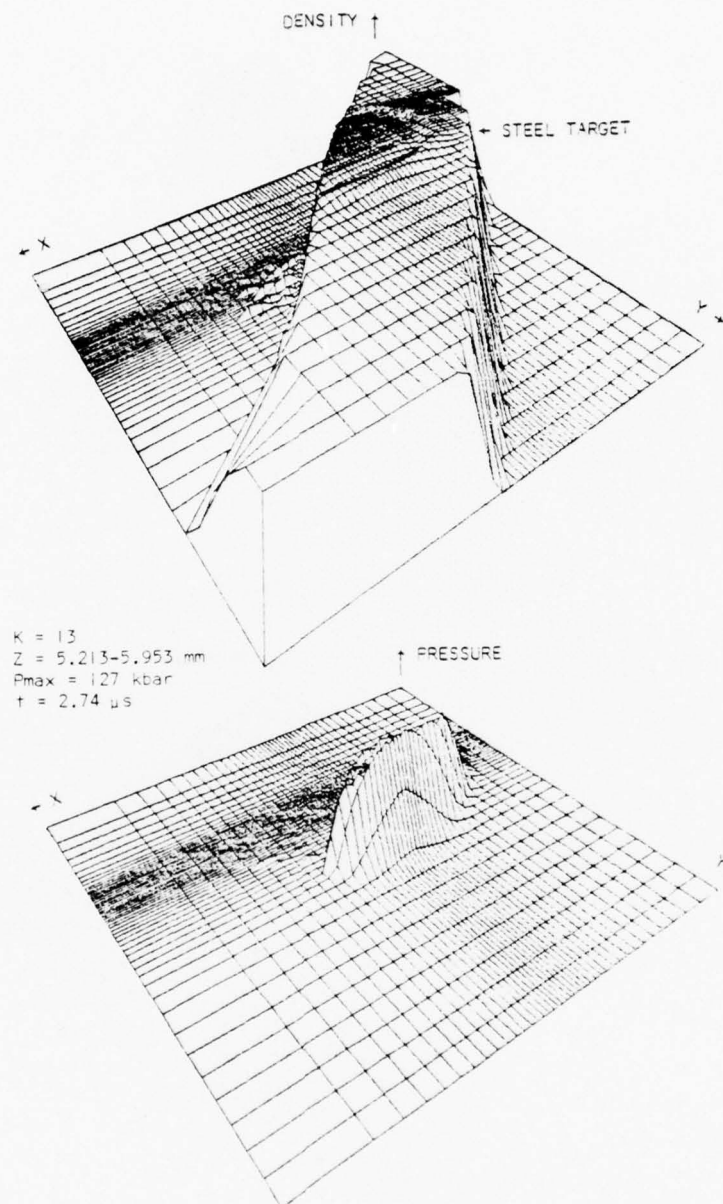 DENSITY ↑
← STEEL TARGET
← X
Y →
K = 13
Z = 5.213-5.953 mm
Pmax = 127 kbar
t = 2.74 µs
↑ PRESSURE
← X